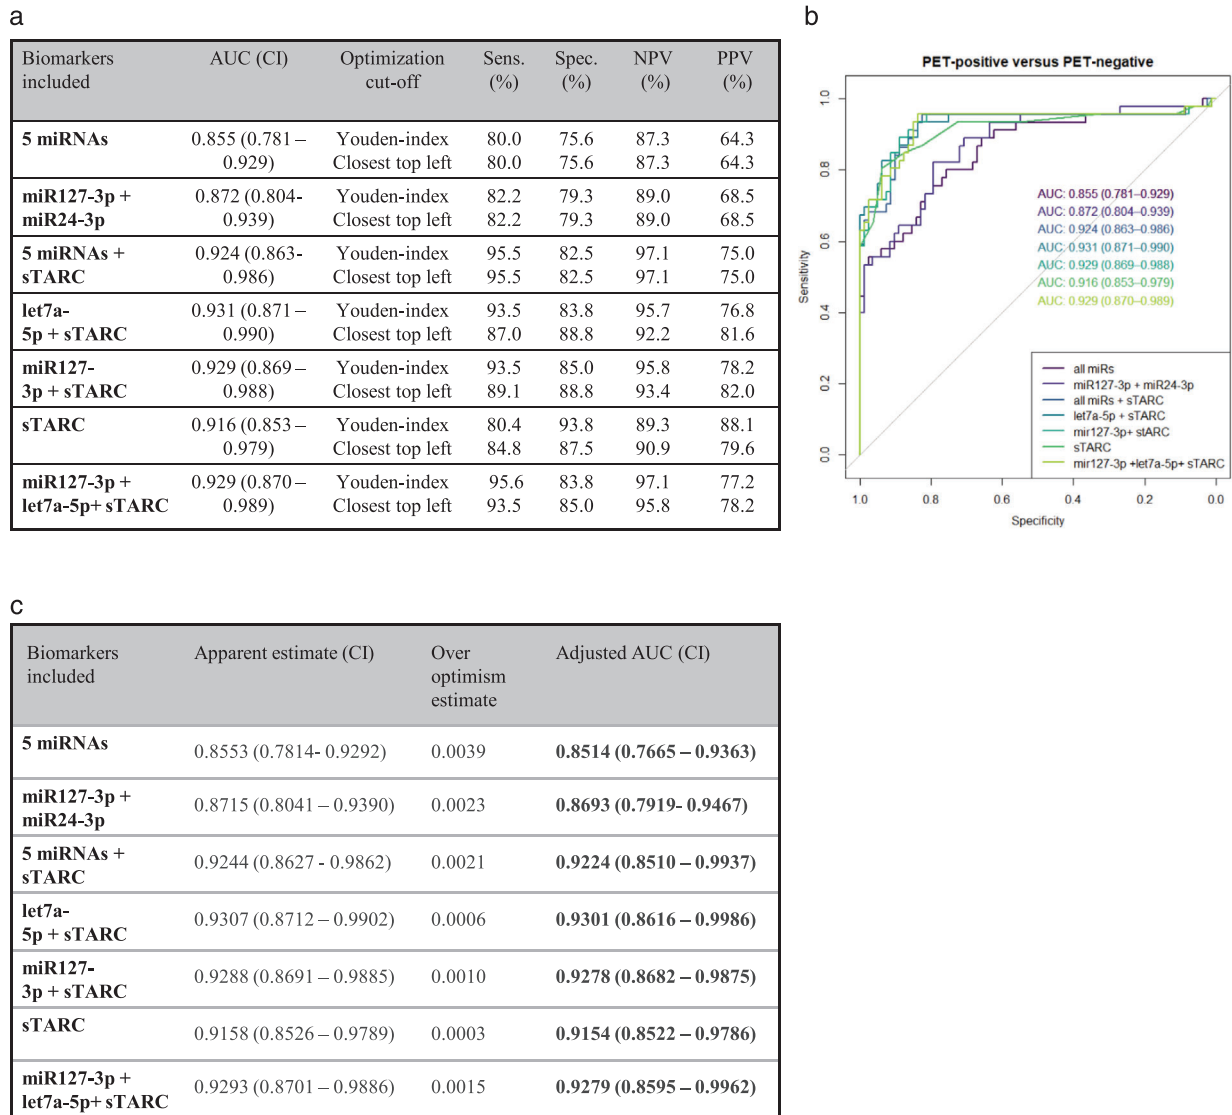 a
Biomarkers included AUC (CI) Optimization cut-off Sens. (%) Spec. (%) NPV (%) PPV (%)
5 miRNAs 0.855 (0.781 – Youden-index 80.0 75.6 87.3 64.3
0.929) Closest top left 80.0 75.6 87.3 64.3
miR127-3p + 0.872 (0.804- Youden-index 82.2 79.3 89.0 68.5
miR24-3p 0.939) Closest top left 82.2 79.3 89.0 68.5
5 miRNAs + 0.924 (0.863- Youden-index 95.5 82.5 97.1 75.0
sTARC 0.986) Closest top left 95.5 82.5 97.1 75.0
let7a- 0.931 (0.871 – Youden-index 93.5 83.8 95.7 76.8
5p + sTARC 0.990) Closest top left 87.0 88.8 92.2 81.6
miR127- 0.929 (0.869 – Youden-index 93.5 85.0 95.8 78.2
3p + sTARC 0.988) Closest top left 89.1 88.8 93.4 82.0
sTARC 0.916 (0.853 – Youden-index 80.4 93.8 89.3 88.1
0.979) Closest top left 84.8 87.5 90.9 79.6
miR127-3p + 0.929 (0.870 – Youden-index 95.6 83.8 97.1 77.2
let7a-5p+ sTARC 0.989) Closest top left 93.5 85.0 95.8 78.2
b
PET-positive versus PET-negative
Sensitivity
1.0
0.8
0.6
0.4
0.2
0.0
AUC: 0.855 (0.781–0.929)
AUC: 0.872 (0.804–0.939)
AUC: 0.924 (0.863–0.986)
AUC: 0.931 (0.871–0.990)
AUC: 0.929 (0.869–0.988)
AUC: 0.916 (0.853–0.979)
AUC: 0.929 (0.870–0.989)
all miRs
miR127-3p + miR24-3p
all miRs + sTARC
let7a-5p + sTARC
mir127-3p+ stARC
sTARC
mir127-3p +let7a-5p+ sTARC
1.0 0.8 0.6 0.4 0.2 0.0
Specificity
c
Biomarkers included Apparent estimate (CI) Over optimism estimate Adjusted AUC (CI)
5 miRNAs 0.8553 (0.7814- 0.9292) 0.0039 0.8514 (0.7665 – 0.9363)
miR127-3p +
miR24-3p 0.8715 (0.8041 – 0.9390) 0.0023 0.8693 (0.7919- 0.9467)
5 miRNAs +
sTARC 0.9244 (0.8627 - 0.9862) 0.0021 0.9224 (0.8510 – 0.9937)
let7a-
5p + sTARC 0.9307 (0.8712 – 0.9902) 0.0006 0.9301 (0.8616 – 0.9986)
miR127-
3p + sTARC 0.9288 (0.8691 – 0.9885) 0.0010 0.9278 (0.8682 – 0.9875)
sTARC 0.9158 (0.8526 – 0.9789) 0.0003 0.9154 (0.8522 – 0.9786)
miR127-3p +
let7a-5p+ sTARC 0.9293 (0.8701 – 0.9886) 0.0015 0.9279 (0.8595 – 0.9962)